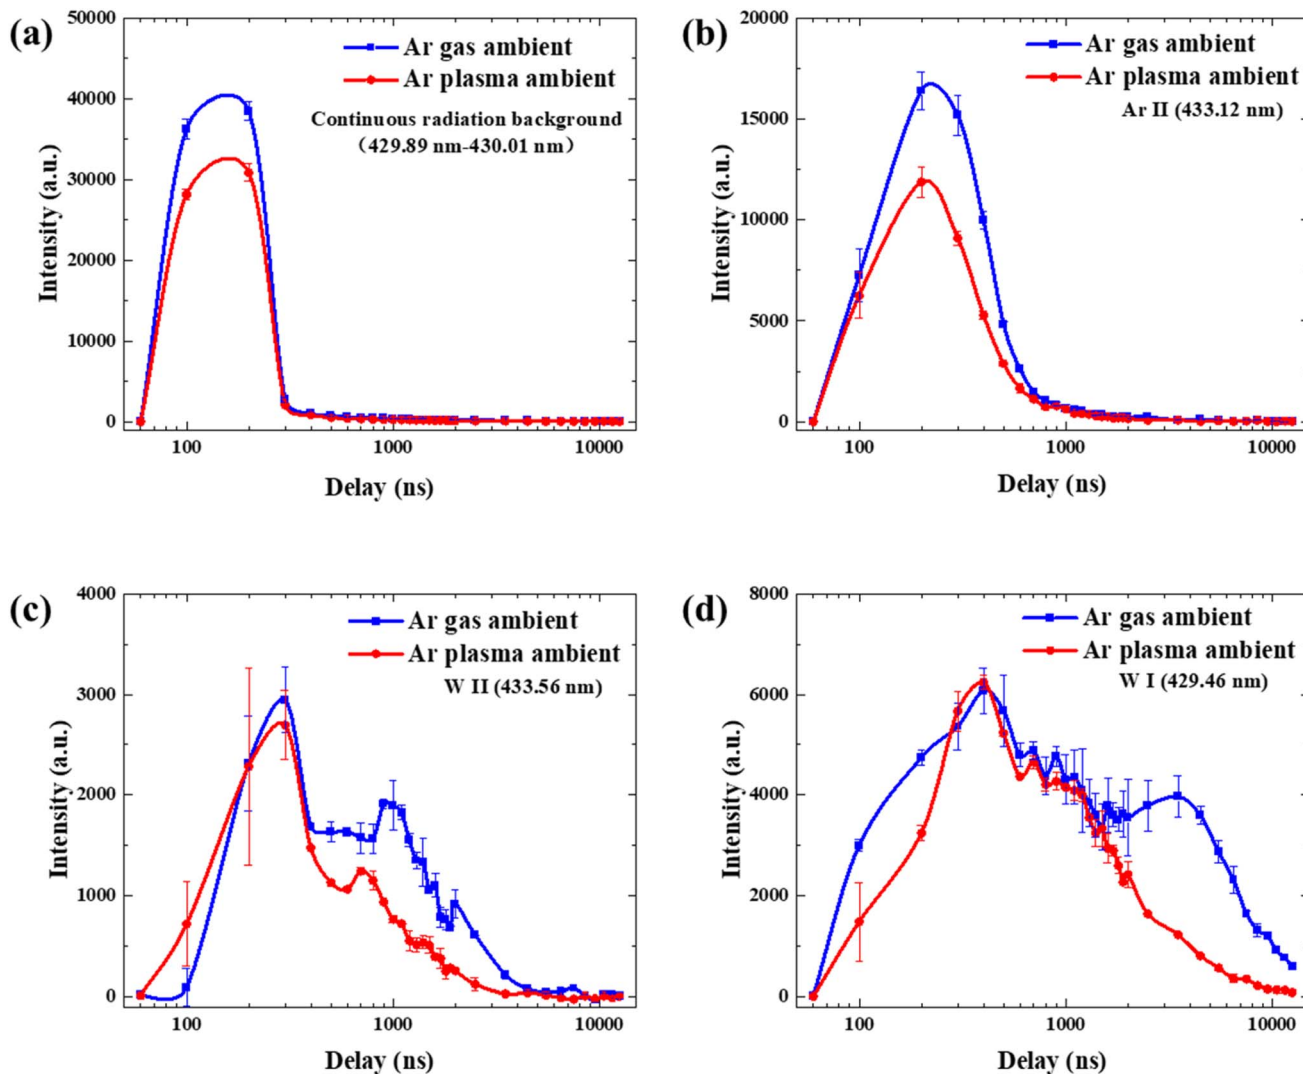 (a)
50000
40000
30000
20000
10000
0
Intensity (a.u.)
Ar gas ambient
Ar plasma ambient
Continuous radiation background
（429.89 nm-430.01 nm）
100
1000
10000
Delay (ns)
(b)
20000
15000
10000
5000
0
Intensity (a.u.)
Ar gas ambient
Ar plasma ambient
Ar II (433.12 nm)
100
1000
10000
Delay (ns)
(c)
4000
3000
2000
1000
0
Intensity (a.u.)
Ar gas ambient
Ar plasma ambient
W II (433.56 nm)
100
1000
10000
Delay (ns)
(d)
8000
6000
4000
2000
0
Intensity (a.u.)
Ar gas ambient
Ar plasma ambient
W I (429.46 nm)
100
1000
10000
Delay (ns)